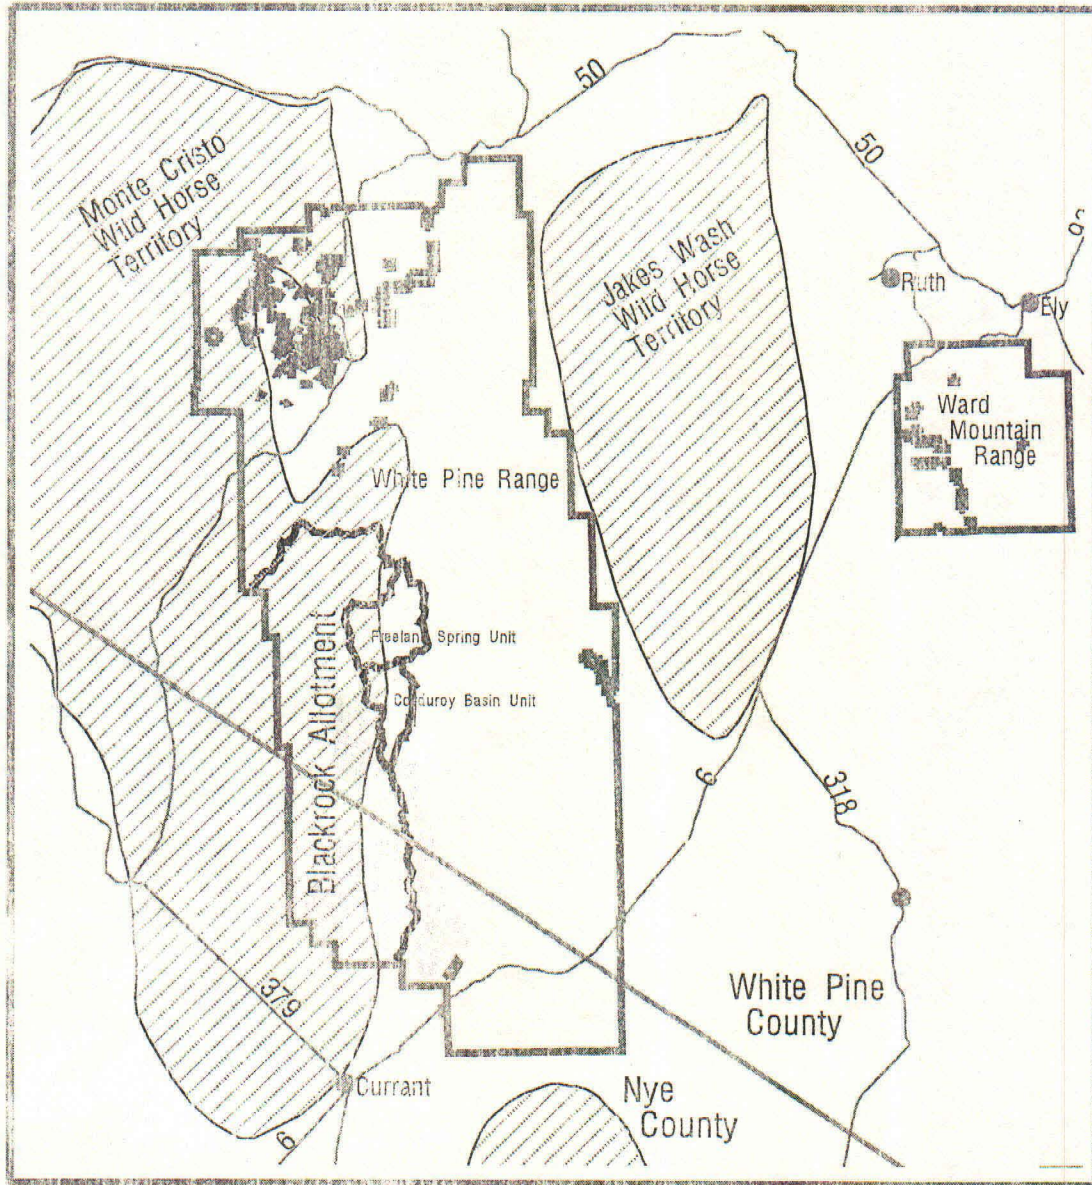 50
Monte Cristo
Wild Horse
Territory
50
Jakes Wash
Wild Horse
Territory
Ruth
Ely
Ward
Mountain
Range
White Pine Range
Blackrock Allotment
Spring Unit
Corduroy Basin Unit
6
318
379
White Pine
County
Currant
Nye
County
6